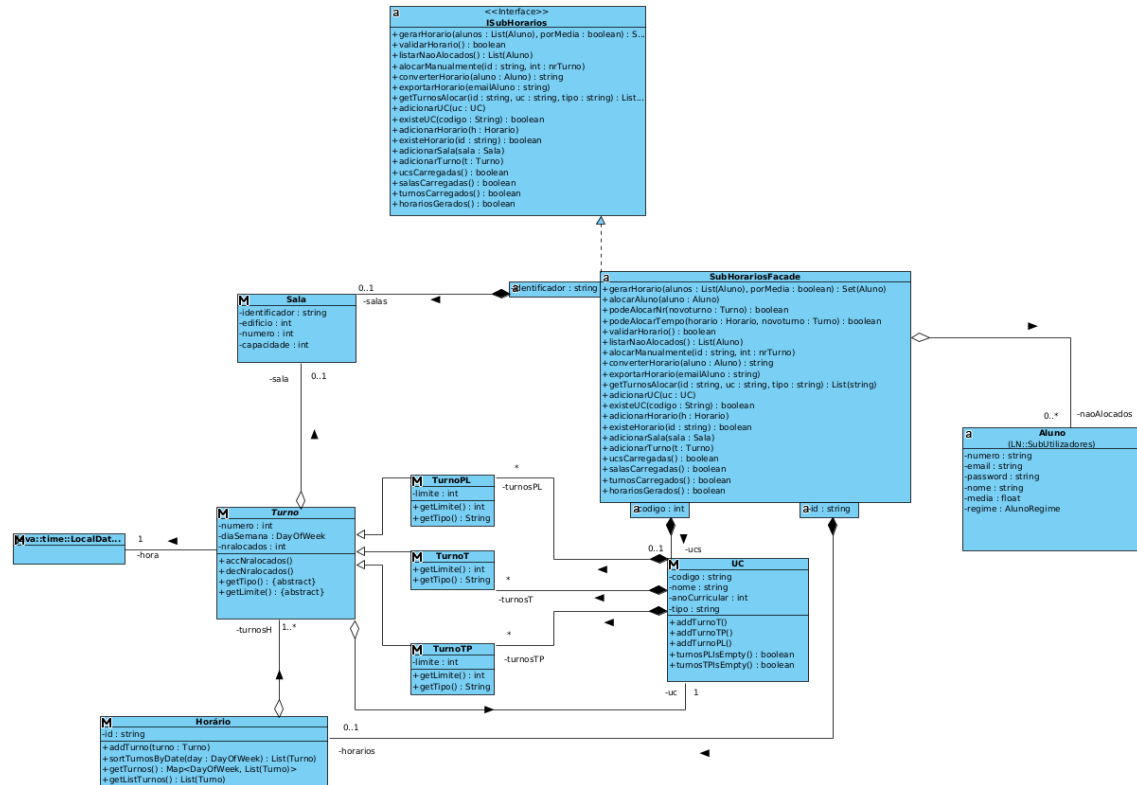 a
<<Interface>>
ISubHorarios
+gerarHorario(alunos : List(Aluno), porMedia : boolean) : S...
+validarHorario() : boolean
+listarNaoAlocados() : List(Aluno)
+alocarManualmente(id : string, int : nrTurno)
+converterHorario(aluno : Aluno) : string
+exportarHorario(emailAluno : string)
+getTurnosAlocar(id : string, uc : string, tipo : string) : List...
+adicionarUC(uc : UC)
+existeUC(codigo : String) : boolean
+adicionarHorario(h : Horario)
+existeHorario(id : string) : boolean
+adicionarSala(sala : Sala)
+adicionarTurno(t : Turno)
+ucsCarregadas() : boolean
+salasCarregadas() : boolean
+turnosCarregados() : boolean
+horariosGerados() : boolean
a
-identificador : string
a
SubHorariosFacade
+gerarHorario(alunos : List(Aluno), porMedia : boolean) : Set(Aluno)
+alocarAluno(aluno : Aluno)
+podeAlocarNr(novoturno : Turno) : boolean
+podeAlocarTempo(horario : Horario, novoturno : Turno) : boolean
+validarHorario() : boolean
+listarNaoAlocados() : List(Aluno)
+alocarManualmente(id : string, int : nrTurno)
+converterHorario(aluno : Aluno) : string
+exportarHorario(emailAluno : string)
+getTurnosAlocar(id : string, uc : string, tipo : string) : List(string)
+adicionarUC(uc : UC)
+existeUC(codigo : String) : boolean
+adicionarHorario(h : Horario)
+existeHorario(id : string) : boolean
+adicionarSala(sala : Sala)
+adicionarTurno(t : Turno)
+ucsCarregadas() : boolean
+salasCarregadas() : boolean
+turnosCarregados() : boolean
+horariosGerados() : boolean
a
codigo : int
a
-id : string
0..1
-salas
M
Sala
-identificador : string
-edificio : int
-numero : int
-capacidade : int
-sala
0..1
0..*
-naoAlocados
a
Aluno
(LN::SubUtilizadores)
-numero : string
-email : string
-password : string
-nome : string
-media : float
-regime : AlunoRegime
M
TurnoPL
-limite : int
+getLimite() : int
+getTipo() : String
*
-turnosPL
M
Turno
-numero : int
-diaSemana : DayOfWeek
-nralocados : int
+accNralocados()
+decNralocados()
+getTipo() : {abstract}
+getLimite() : {abstract}
M
va::time::LocalDat...
1
-hora
M
TurnoT
+getLimite() : int
+getTipo() : String
*
-turnosT
0..1
-ucs
M
UC
-codigo : string
-nome : string
-anoCurricular : int
-tipo : string
+addTurnoT()
+addTurnoTP()
+addTurnoPL()
+turnosPLIsEmpty() : boolean
+turnosTPIsEmpty() : boolean
-turnosH
1..*
M
TurnoTP
-limite : int
+getLimite() : int
+getTipo() : String
*
-turnosTP
-uc
1
M
Horário
-id : string
+addTurno(turno : Turno)
+sortTurnosByDate(day : DayOfWeek) : List(Turno)
+getTurnos() : Map<DayOfWeek, List(Turno)>
+getListTurnos() : List(Turno)
0..1
-horarios